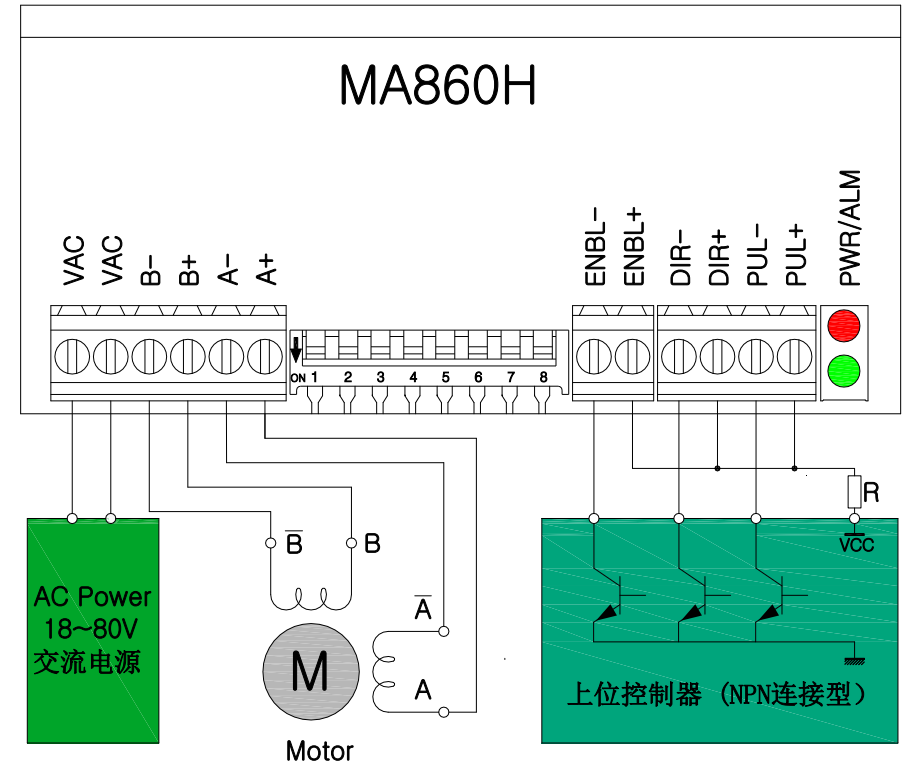 MA860H
VAC
VAC
B-
B+
A-
A+
ENBL-
ENBL+
DIR-
DIR+
PUL-
PUL+
PWR/ALM
ON 1 2 3 4 5 6 7 8
R
VCC
B B
A
A
AC Power
18~80V
交流电源
M
Motor
上位控制器 (NPN连接型)